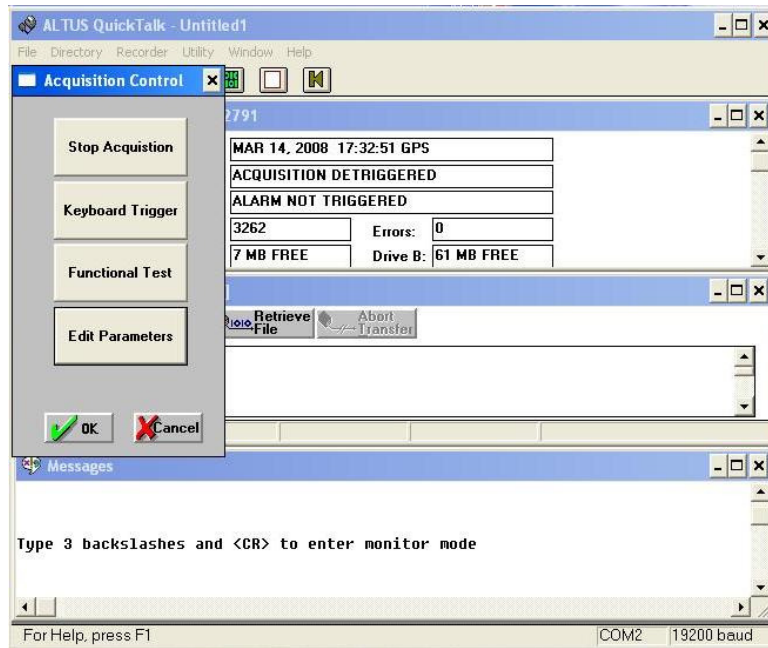 ALTUS QuickTalk - Untitled1
File Directory Recorder Utility Window Help
Acquisition Control
2791
Stop Acquistion
Keyboard Trigger
Functional Test
Edit Parameters
OK
Cancel
MAR 14, 2008 17:32:51 GPS
ACQUISITION DETRIGGERED
ALARM NOT TRIGGERED
3262 Errors: 0
7 MB FREE Drive B: 61 MB FREE
Retrieve File
Abort Transfer
Messages
Type 3 backslashes and <CR> to enter monitor mode
For Help, press F1
COM2 19200 baud